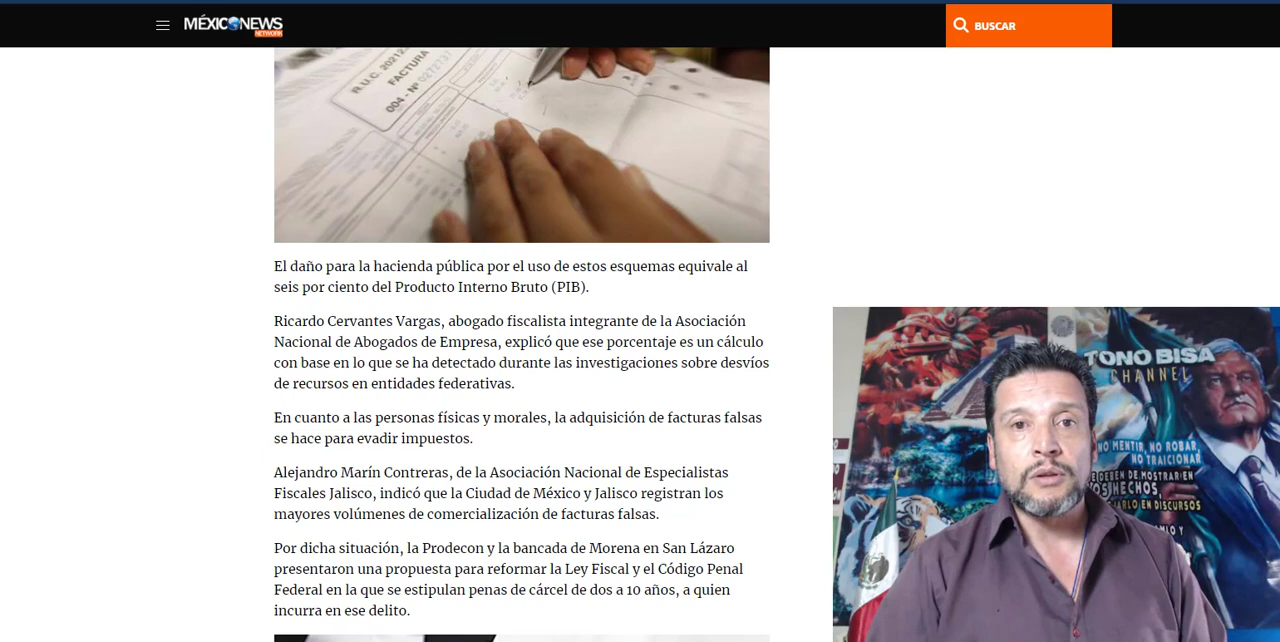 MÉXICONEWS
NETWORK
BUSCAR
R.U.C. 20212
FACTURA
004 - Nº
El daño para la hacienda pública por el uso de estos esquemas equivale al
seis por ciento del Producto Interno Bruto (PIB).
Ricardo Cervantes Vargas, abogado fiscalista integrante de la Asociación
Nacional de Abogados de Empresa, explicó que ese porcentaje es un cálculo
con base en lo que se ha detectado durante las investigaciones sobre desvíos
de recursos en entidades federativas.
En cuanto a las personas físicas y morales, la adquisición de facturas falsas
se hace para evadir impuestos.
Alejandro Marín Contreras, de la Asociación Nacional de Especialistas
Fiscales Jalisco, indicó que la Ciudad de México y Jalisco registran los
mayores volúmenes de comercialización de facturas falsas.
Por dicha situación, la Prodecon y la bancada de Morena en San Lázaro
presentaron una propuesta para reformar la Ley Fiscal y el Código Penal
Federal en la que se estipulan penas de cárcel de dos a 10 años, a quien
incurra en ese delito.
TONO BISA
CHANNEL
NO MENTIR, NO ROBAR,
NO TRAICIONAR
DEBEN DE MOSTRAR EN
HECHOS,
DISCURSOS